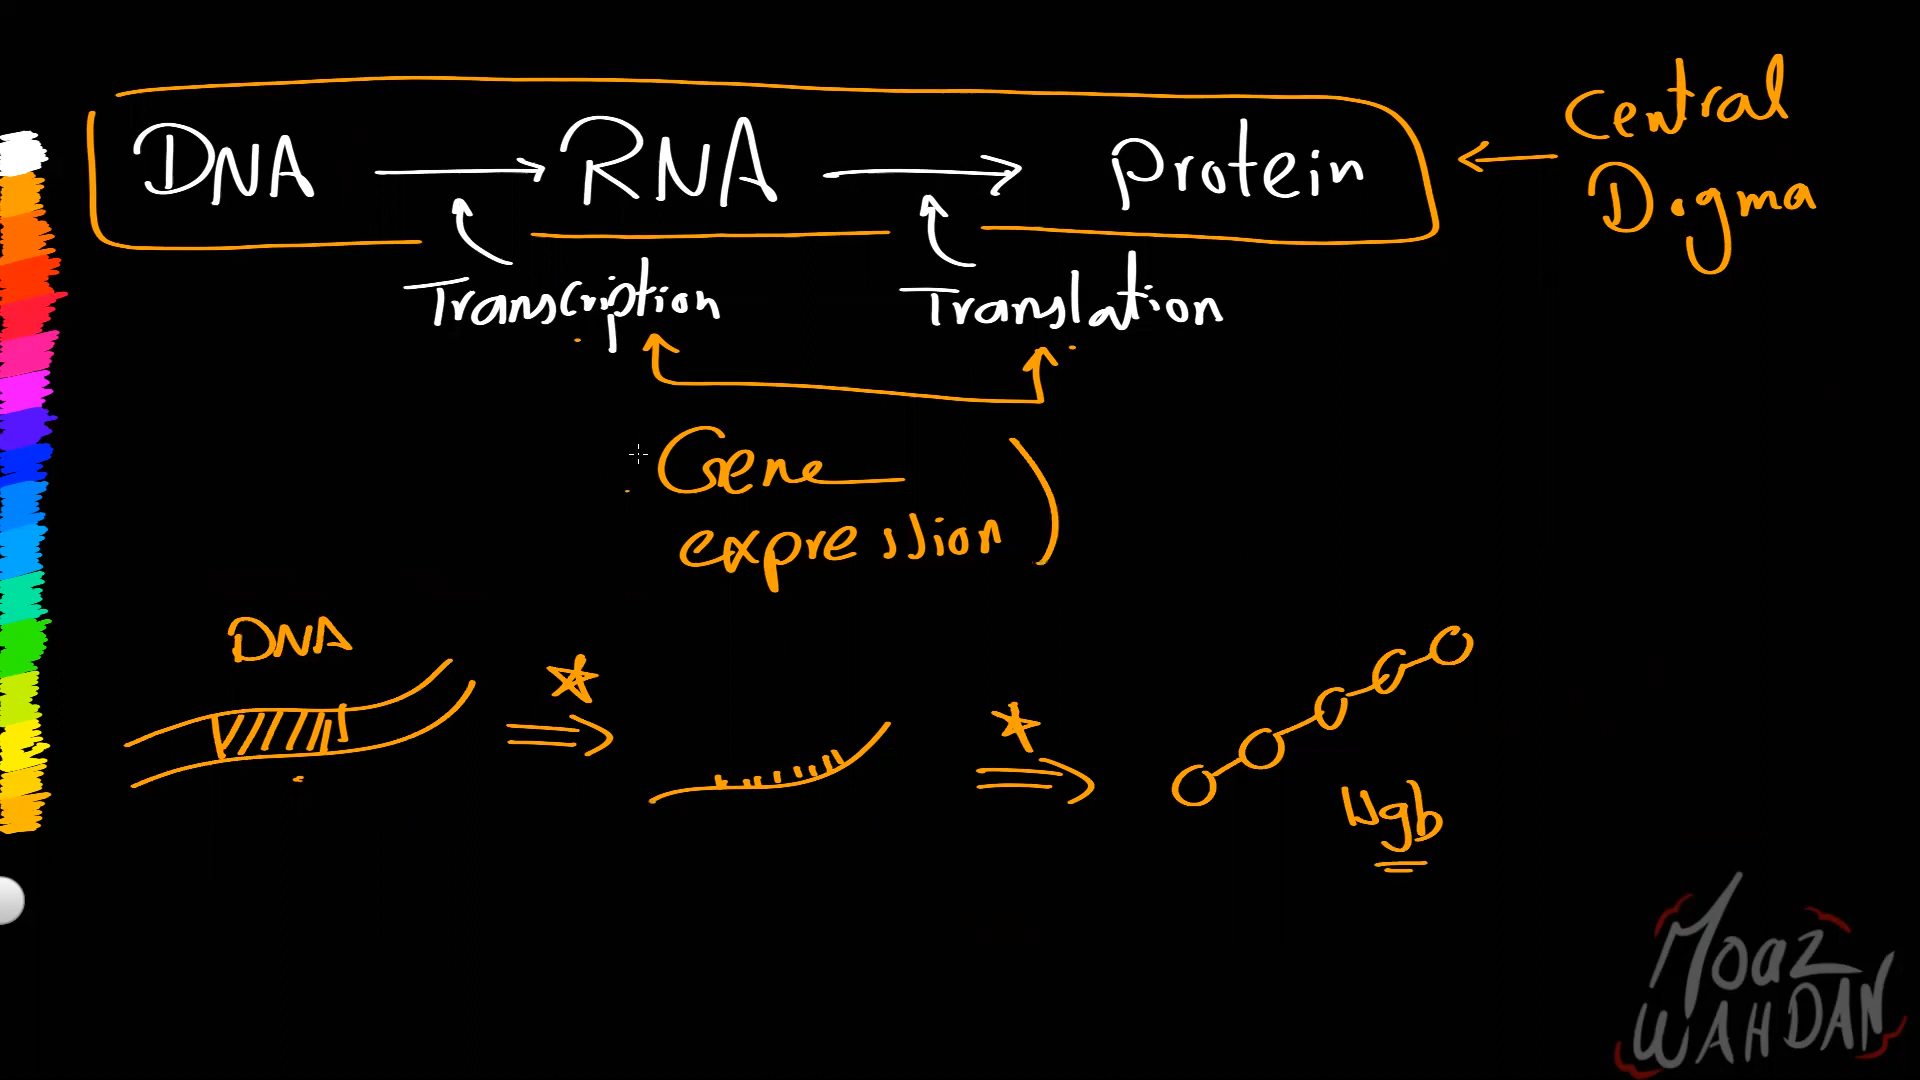 DNA → RNA → Protein
Central
Dogma
Transcription
Translation
Gene
expression
DNA
Hgb
MOAZ
WAHDAN